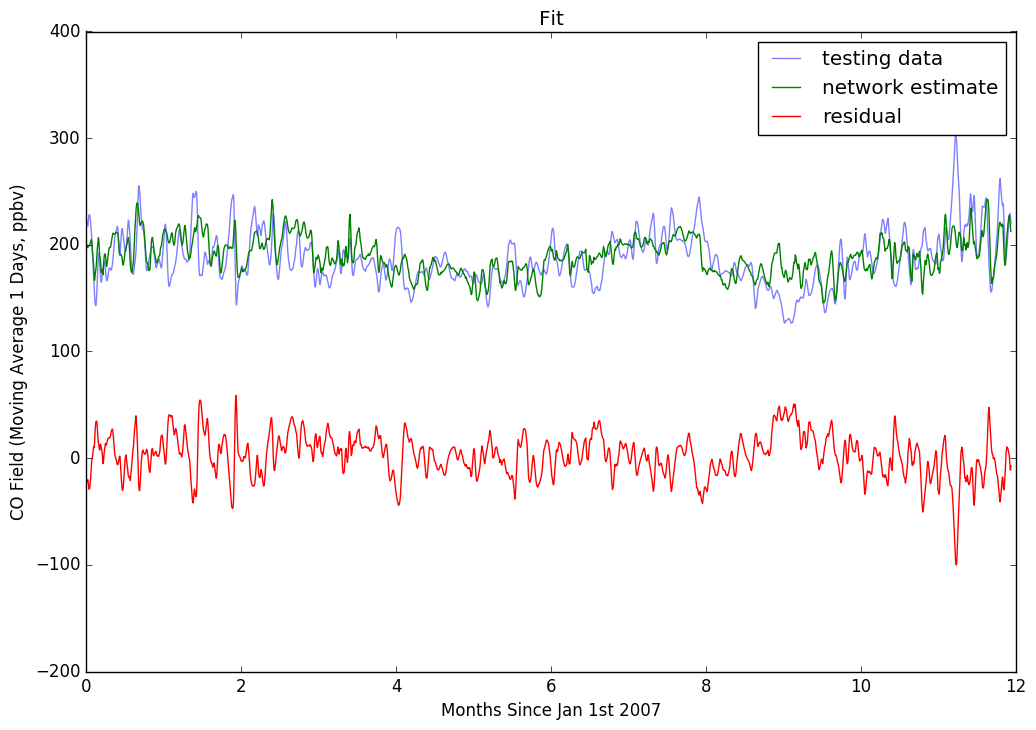 Fit
400
300
200
100
0
−100
−200
CO Field (Moving Average 1 Days, ppbv)
testing data
network estimate
residual
0 2 4 6 8 10 12
Months Since Jan 1st 2007